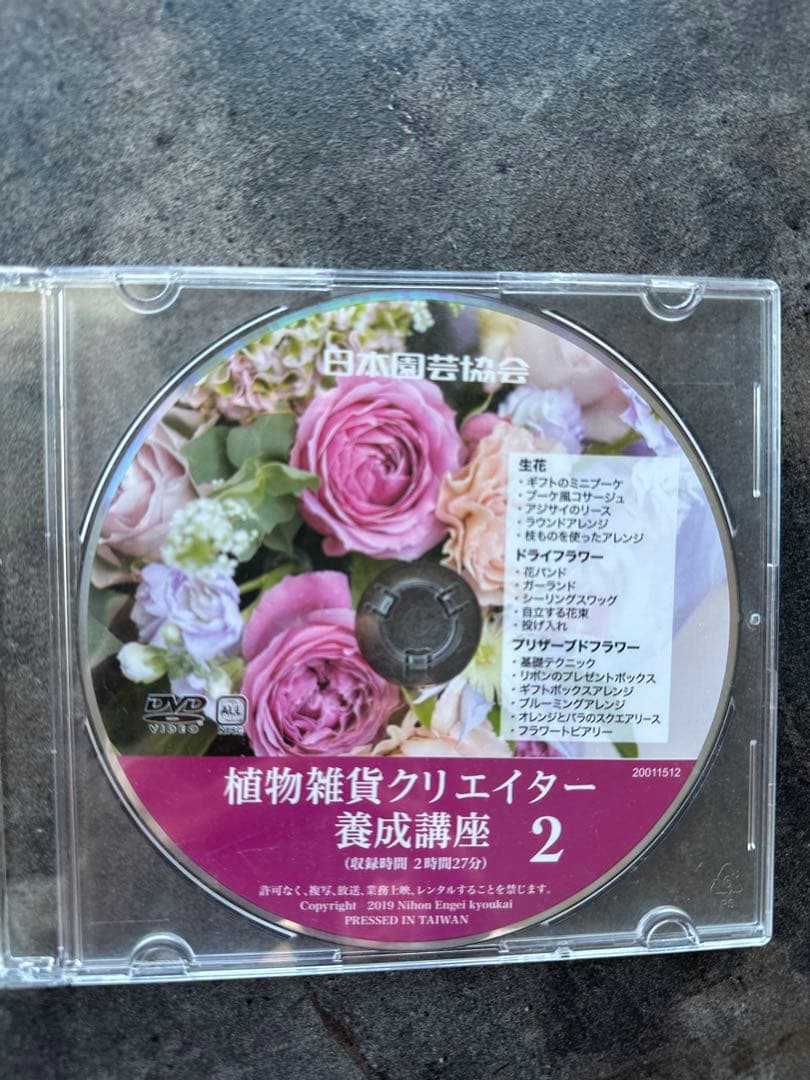 日本園芸協会
生花
・ギフトのミニブーケ
・ブーケ風コサージュ
・アジサイのリース
・ラウンドアレンジ
・枝ものを使ったアレンジ
ドライフラワー
・花バンド
・ガーランド
・シーリングスワッグ
・自立する花束
・投げ入れ
プリザーブドフラワー
・基礎テクニック
・リボンのプレゼントボックス
・ギフトボックスアレンジ
・ブルーミングアレンジ
・オレンジとバラのスクエアリース
・フラワートピアリー
DVD
VIDEO
ALL
NTSC
20011512
植物雑貨クリエイター
養成講座 2
(収録時間 2時間27分)
許可なく、複写、放送、業務上映、レンタルすることを禁じます。
Copyright 2019 Nihon Engei kyoukai
PRESSED IN TAIWAN
6
PS